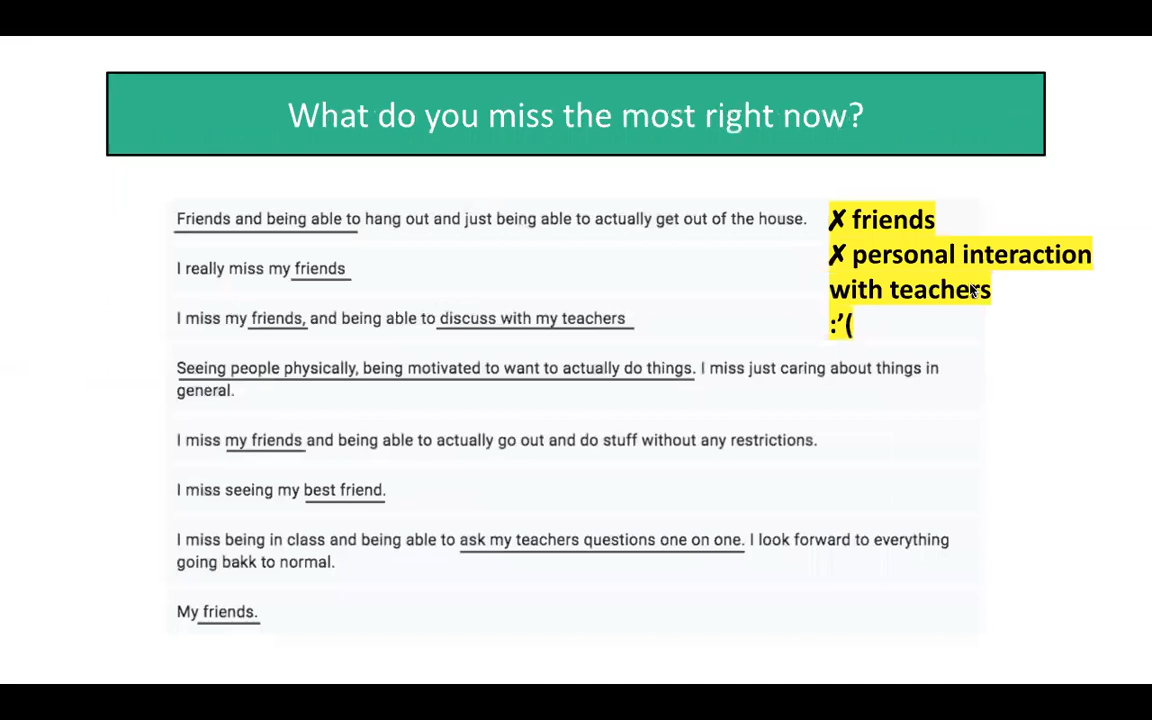 What do you miss the most right now?
Friends and being able to hang out and just being able to actually get out of the house.
I really miss my friends
I miss my friends, and being able to discuss with my teachers
Seeing people physically, being motivated to want to actually do things. I miss just caring about things in
general.
I miss my friends and being able to actually go out and do stuff without any restrictions.
I miss seeing my best friend.
I miss being in class and being able to ask my teachers questions one on one. I look forward to everything
going bakk to normal.
My friends.
✗ friends
✗ personal interaction
with teachers
:’(